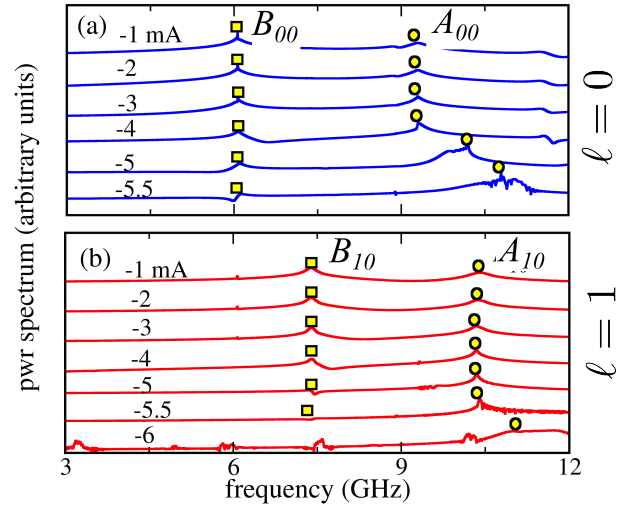 (a)
-1 mA
B00
A00
-2
-3
-4
-5
-5.5
ℓ = 0
pwr spectrum (arbitrary units)
(b)
-1 mA
B10
A10
-2
-3
-4
-5
-5.5
-6
ℓ = 1
3 6 9 12
frequency (GHz)